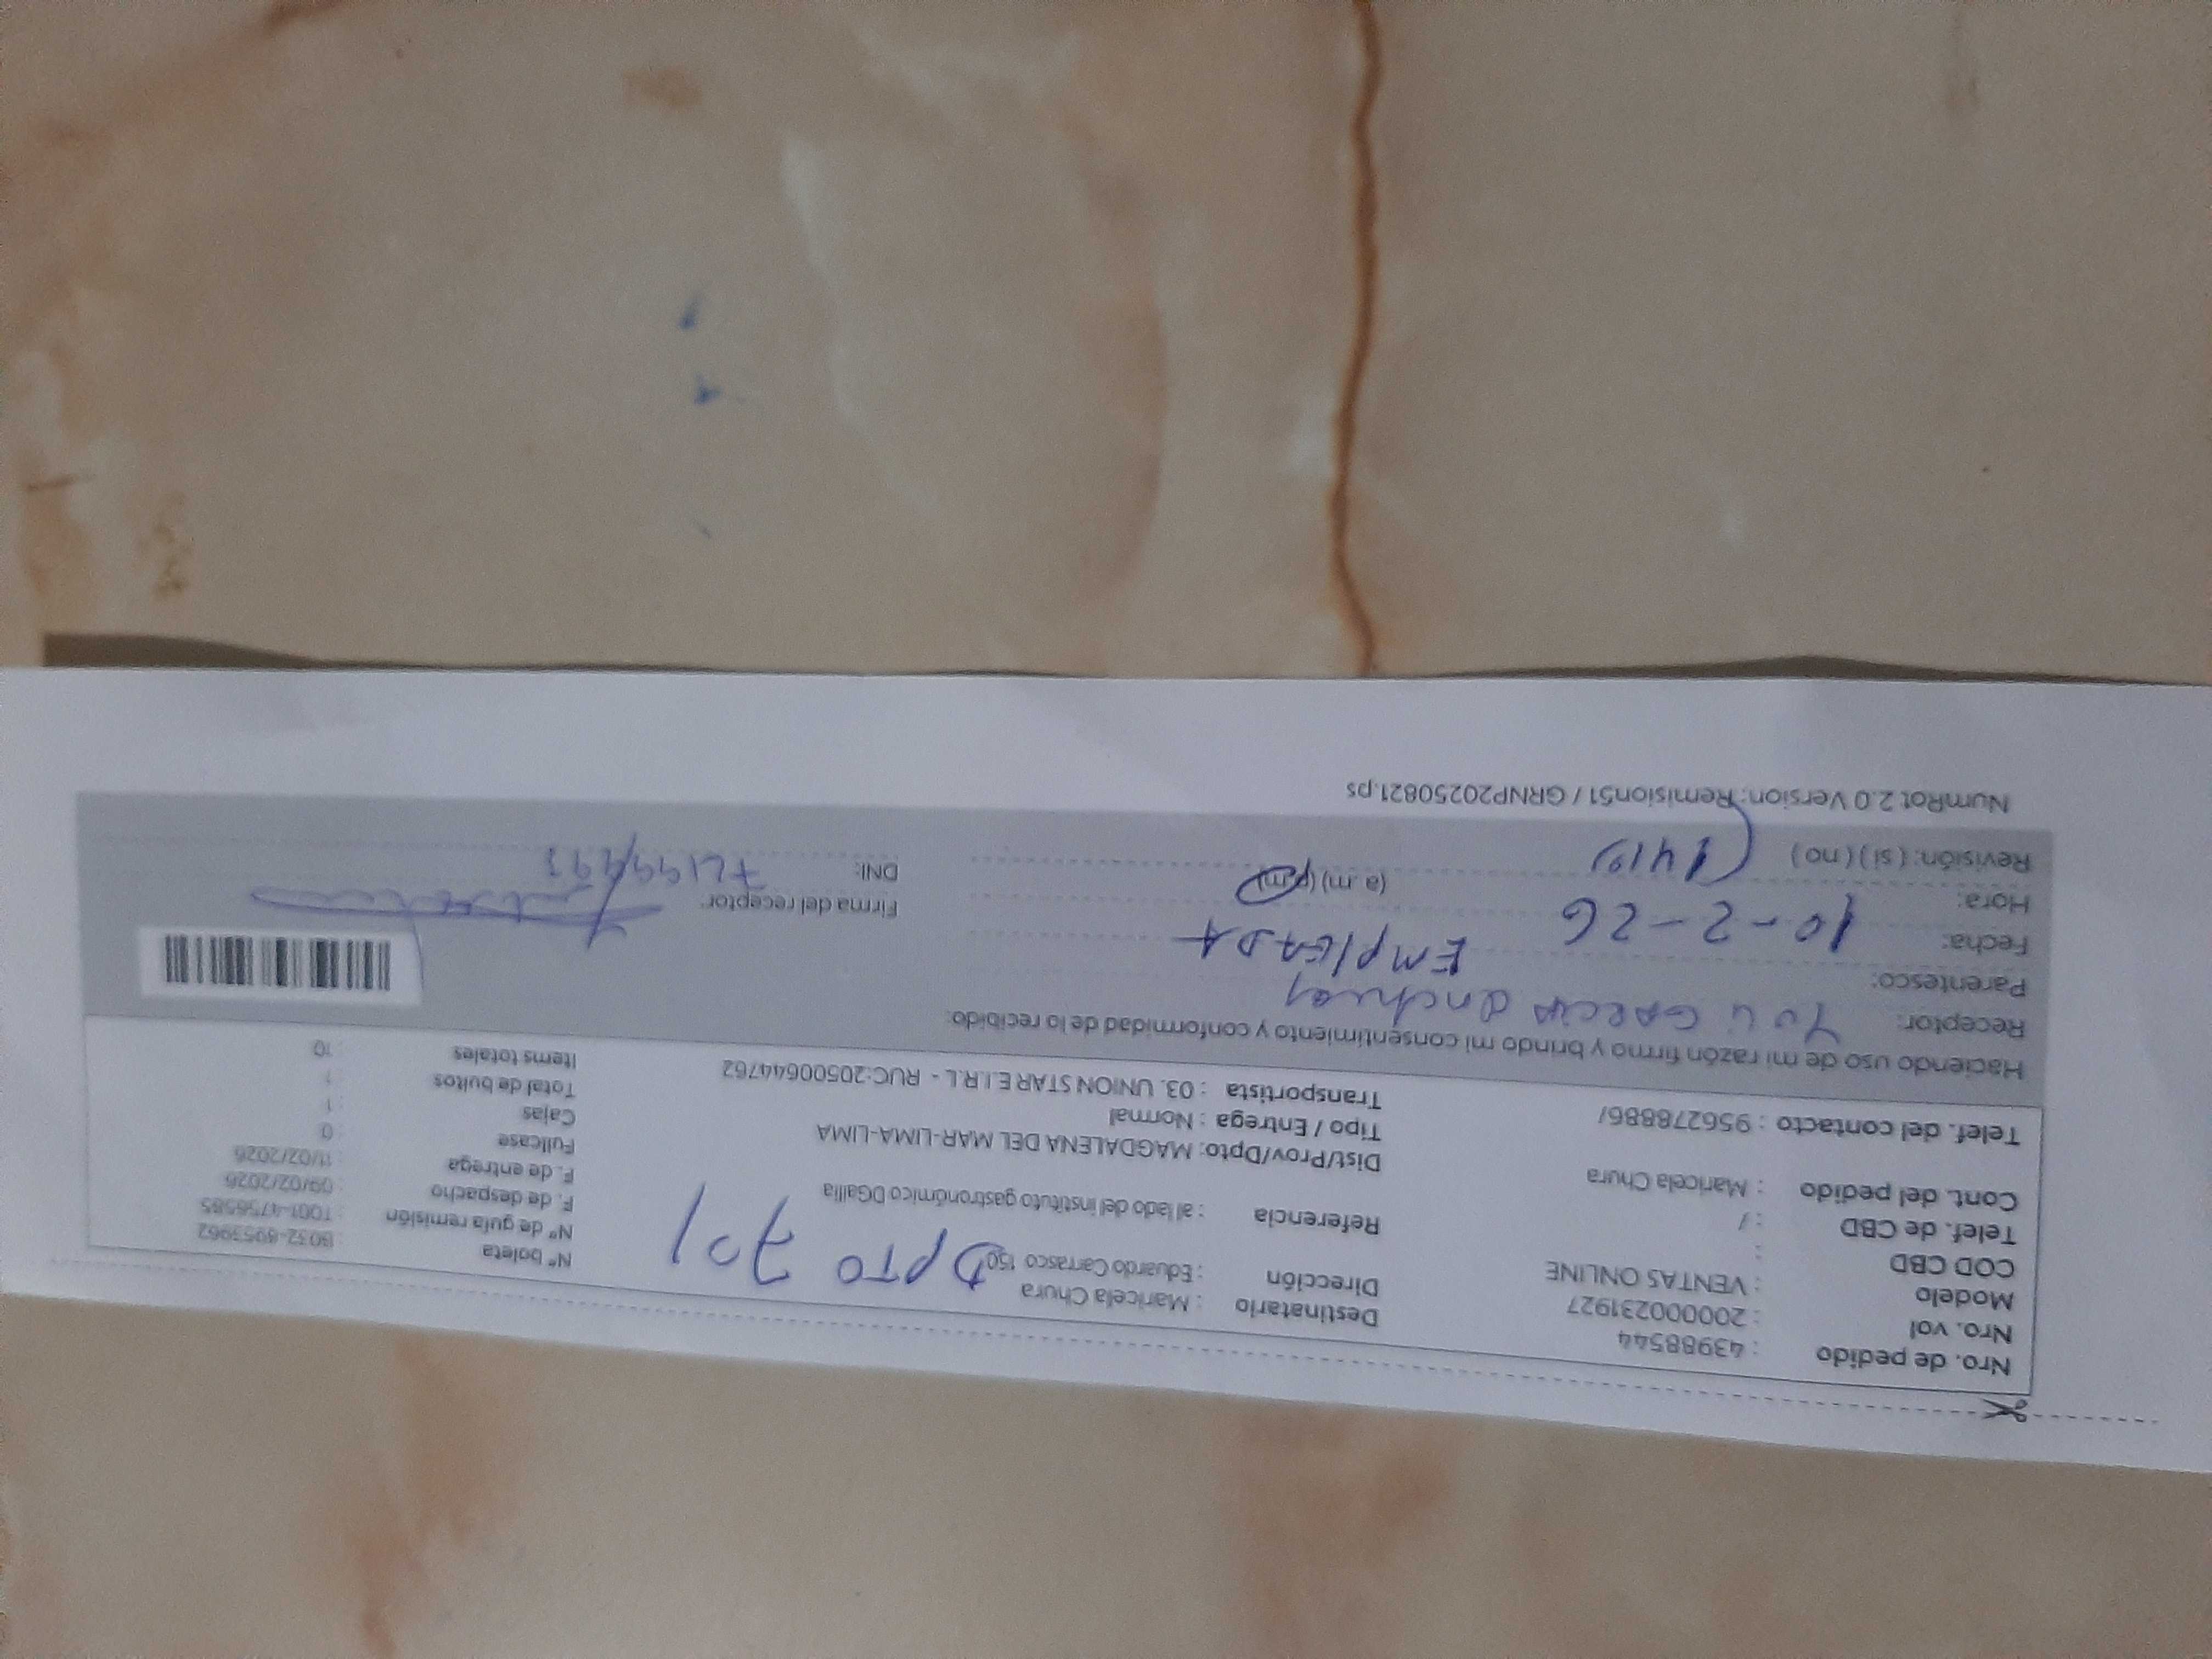 Nro. de pedido : 43988544
Nro. vol : 200000231927
Modelo : VENTAS ONLINE
COD CBD :
Telef. de CBD : /
Cont. del pedido : Maricela Chura
Telef. del contacto : 956278886/
Destinatario : Maricela Chura
Dirección : Eduardo Carrasco 150 DPTO 701
Referencia : al lado del instituto gastronómico DGallia
Dist/Prov/Dpto: MAGDALENA DEL MAR-LIMA-LIMA
Tipo / Entrega : Normal
Transportista : 03. UNION STAR E.I.R.L - RUC:20500644762
N° boleta : B032-6953962
N° de guía remisión : T001-4756585
F. de despacho : 09/02/2026
F. de entrega : 11/02/2026
Fullcase : 0
Cajas : 1
Total de bultos : 1
Items totales : 10
Haciendo uso de mi razón firmo y brindo mi consentimiento y conformidad de lo recibido:
Receptor: GARCIA
Parentesco: EMPLEADA
Fecha: 10-2-26
Hora: (a.m) (p.m)
Revisión: ( si ) ( no )
Firma del receptor:
DNI:
NumRot 2.0 Version: Remision51 / GRNP20250821.ps